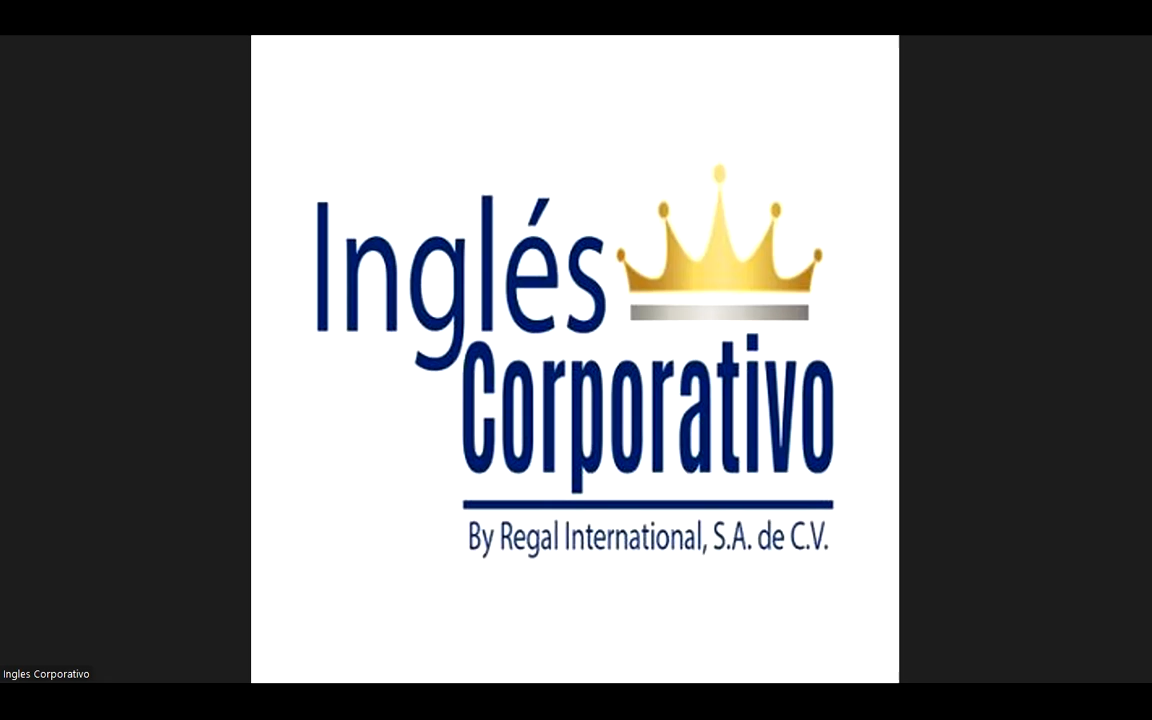 Inglés
Corporativo
By Regal International, S.A. de C.V.
Ingles Corporativo